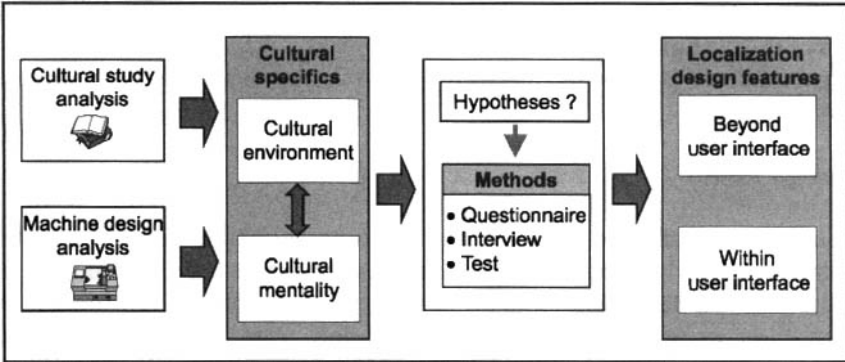 Cultural study
analysis
Machine design
analysis
Cultural
specifics
Cultural
environment
Cultural
mentality
Hypotheses ?
Methods
• Questionnaire
• Interview
• Test
Localization
design features
Beyond
user interface
Within
user interface